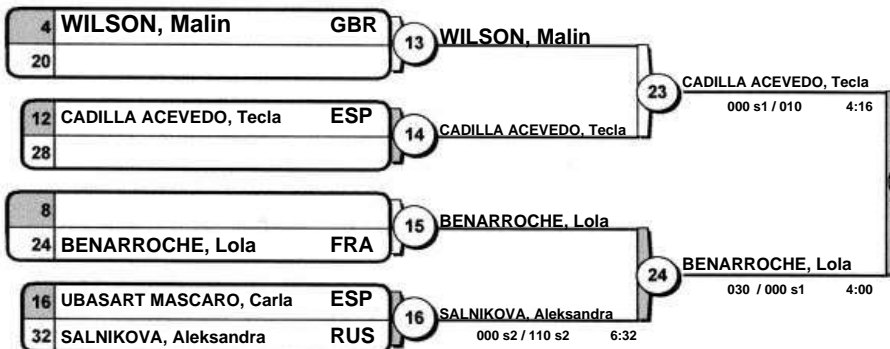 4 WILSON, Malin GBR
20
13 WILSON, Malin
12 CADILLA ACEVEDO, Tecla ESP
28
14 CADILLA ACEVEDO, Tecla
23 CADILLA ACEVEDO, Tecla
000 s1 / 010 4:16
8
24 BENARROCHE, Lola FRA
15 BENARROCHE, Lola
16 UBASART MASCARO, Carla ESP
32 SALNIKOVA, Aleksandra RUS
16 SALNIKOVA, Aleksandra
000 s2 / 110 s2 6:32
24 BENARROCHE, Lola
030 / 000 s1 4:00